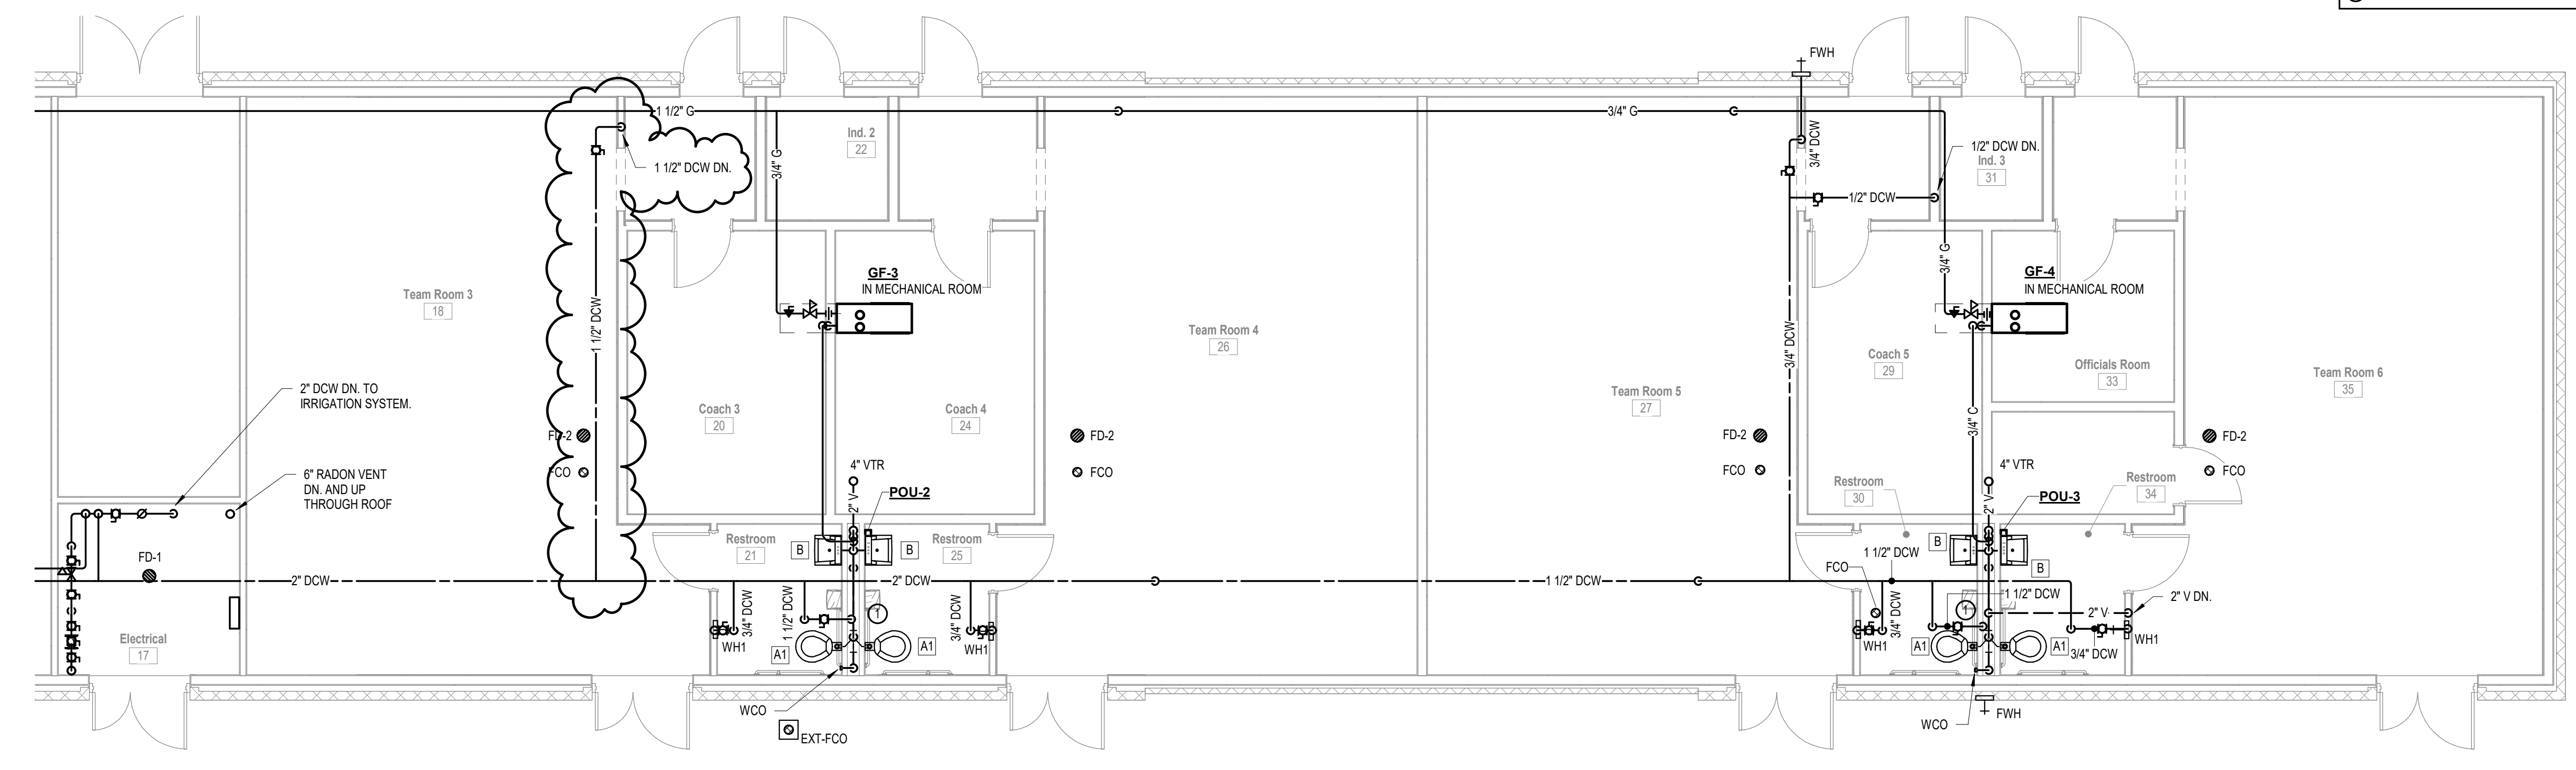 FWH
1 1/2" G
3/4" G
3/4" G
3/4" DCW
Ind. 2
22
1 1/2" DCW DN.
1/2" DCW DN.
Ind. 3
31
1/2" DCW
3/4" G
GF-3
IN MECHANICAL ROOM
GF-4
IN MECHANICAL ROOM
Team Room 3
18
1 1/2" DCW
Team Room 4
26
3/4" DCW
Coach 5
29
Officials Room
33
Team Room 6
35
2" DCW DN. TO
IRRIGATION SYSTEM.
Coach 3
20
Coach 4
24
Team Room 5
27
3/4" C
FD-2
FD-2
FD-2
FD-2
FCO
FCO
FCO
FCO
6" RADON VENT
DN. AND UP
THROUGH ROOF
4" VTR
4" VTR
2" V
POU-2
2" V
POU-3
Restroom
30
Restroom
34
Restroom
21
B
B
Restroom
25
B
B
FD-1
1 1/2" DCW
FCO
2" DCW
2" DCW
1 1/2" DCW
3/4" DCW
1 1/2" DCW
1
3/4" DCW
3/4" DCW
1
1 1/2" DCW
2" V
2" V DN.
Electrical
17
WH1
A1
A1
WH1
WH1
A1
A1
3/4" DCW
WH1
WCO
EXT-FCO
WCO
FWH